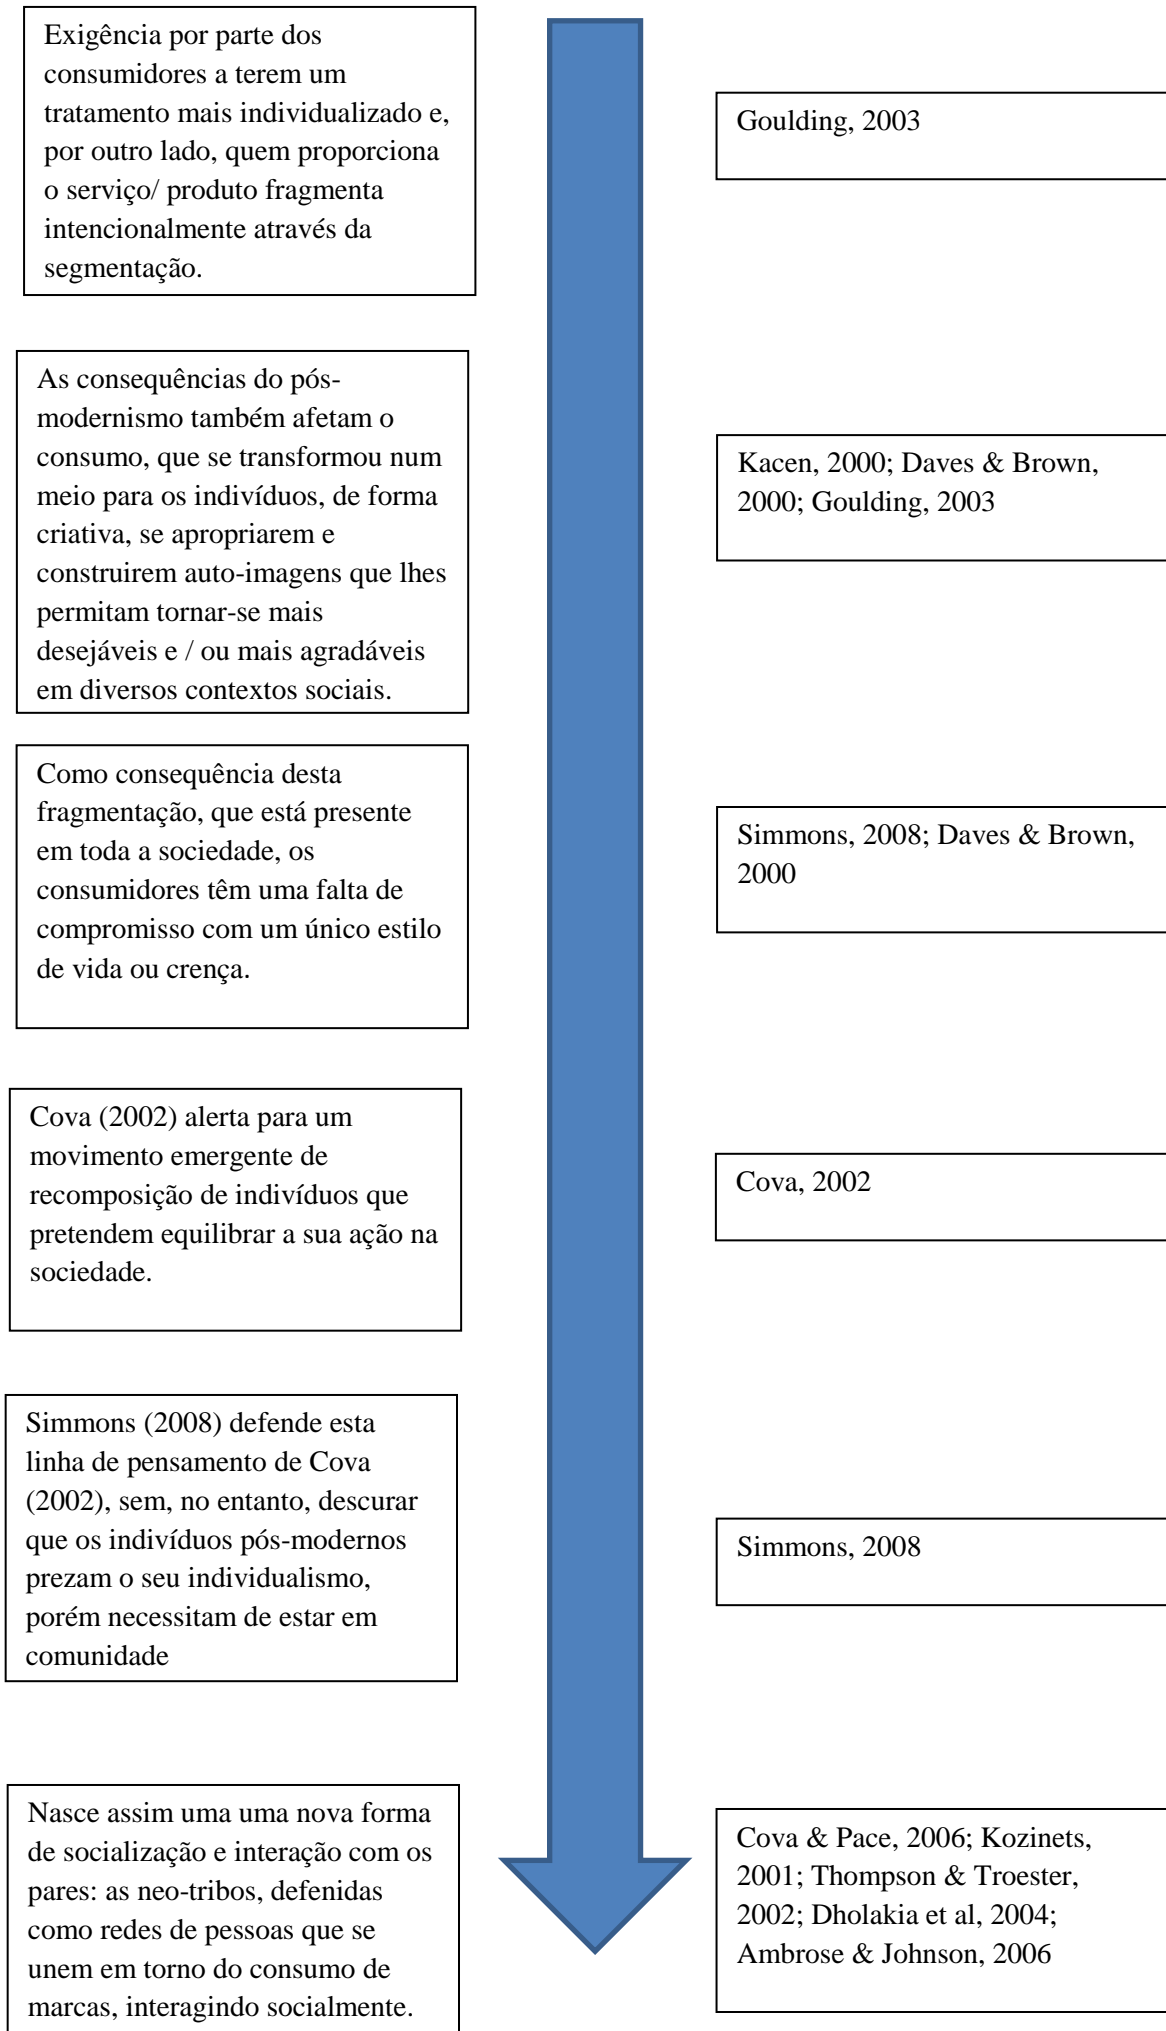 Exigência por parte dos
consumidores a terem um
tratamento mais individualizado e,
por outro lado, quem proporciona
o serviço/ produto fragmenta
intencionalmente através da
segmentação.
Goulding, 2003
As consequências do pós-
modernismo também afetam o
consumo, que se transformou num
meio para os indivíduos, de forma
criativa, se apropriarem e
construirem auto-imagens que lhes
permitam tornar-se mais
desejáveis e / ou mais agradáveis
em diversos contextos sociais.
Kacen, 2000; Daves & Brown,
2000; Goulding, 2003
Como consequência desta
fragmentação, que está presente
em toda a sociedade, os
consumidores têm uma falta de
compromisso com um único estilo
de vida ou crença.
Simmons, 2008; Daves & Brown,
2000
Cova (2002) alerta para um
movimento emergente de
recomposição de indivíduos que
pretendem equilibrar a sua ação na
sociedade.
Cova, 2002
Simmons (2008) defende esta
linha de pensamento de Cova
(2002), sem, no entanto, descurar
que os indivíduos pós-modernos
prezam o seu individualismo,
porém necessitam de estar em
comunidade
Simmons, 2008
Nasce assim uma uma nova forma
de socialização e interação com os
pares: as neo-tribos, defenidas
como redes de pessoas que se
unem em torno do consumo de
marcas, interagindo socialmente.
Cova & Pace, 2006; Kozinets,
2001; Thompson & Troester,
2002; Dholakia et al, 2004;
Ambrose & Johnson, 2006